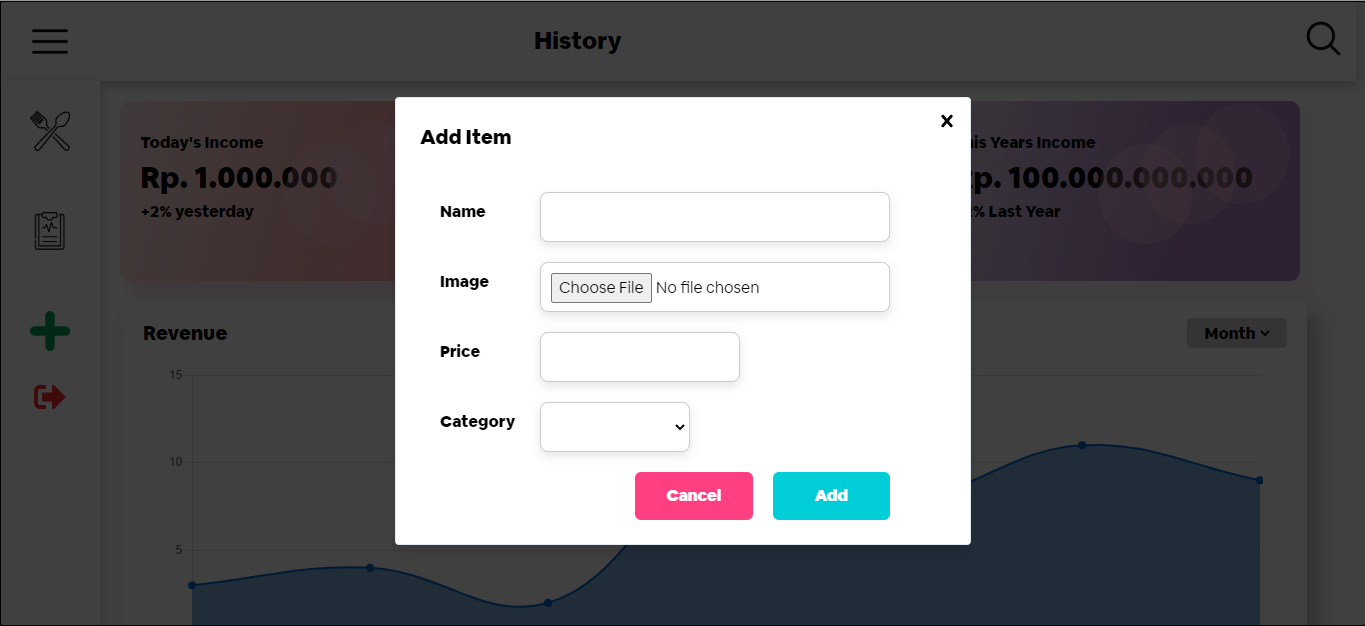 History
Today's Income
Rp. 1.000.000
+2% yesterday
his Years Income
p. 100.000.000.000
% Last Year
Add Item
x
Name
Image
Choose File No file chosen
Price
Category
Cancel
Add
Revenue
Month
15
10
5